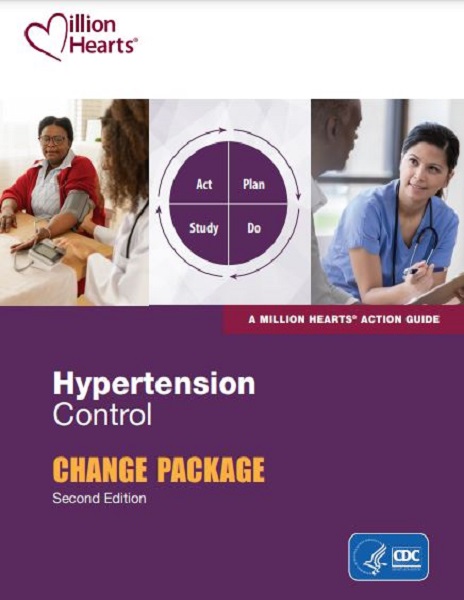 Million
Hearts®
Act
Plan
Study
Do
A MILLION HEARTS® ACTION GUIDE
Hypertension
Control
CHANGE PACKAGE
Second Edition
CDC